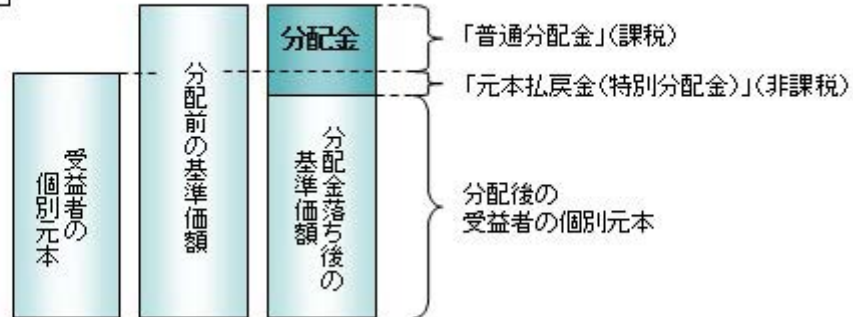 受益者の
個別元本
分配前の基準価額
分配金
分配金落ち後の
基準価額
「普通分配金」(課税)
「元本払戻金(特別分配金)」(非課税)
分配後の
受益者の個別元本